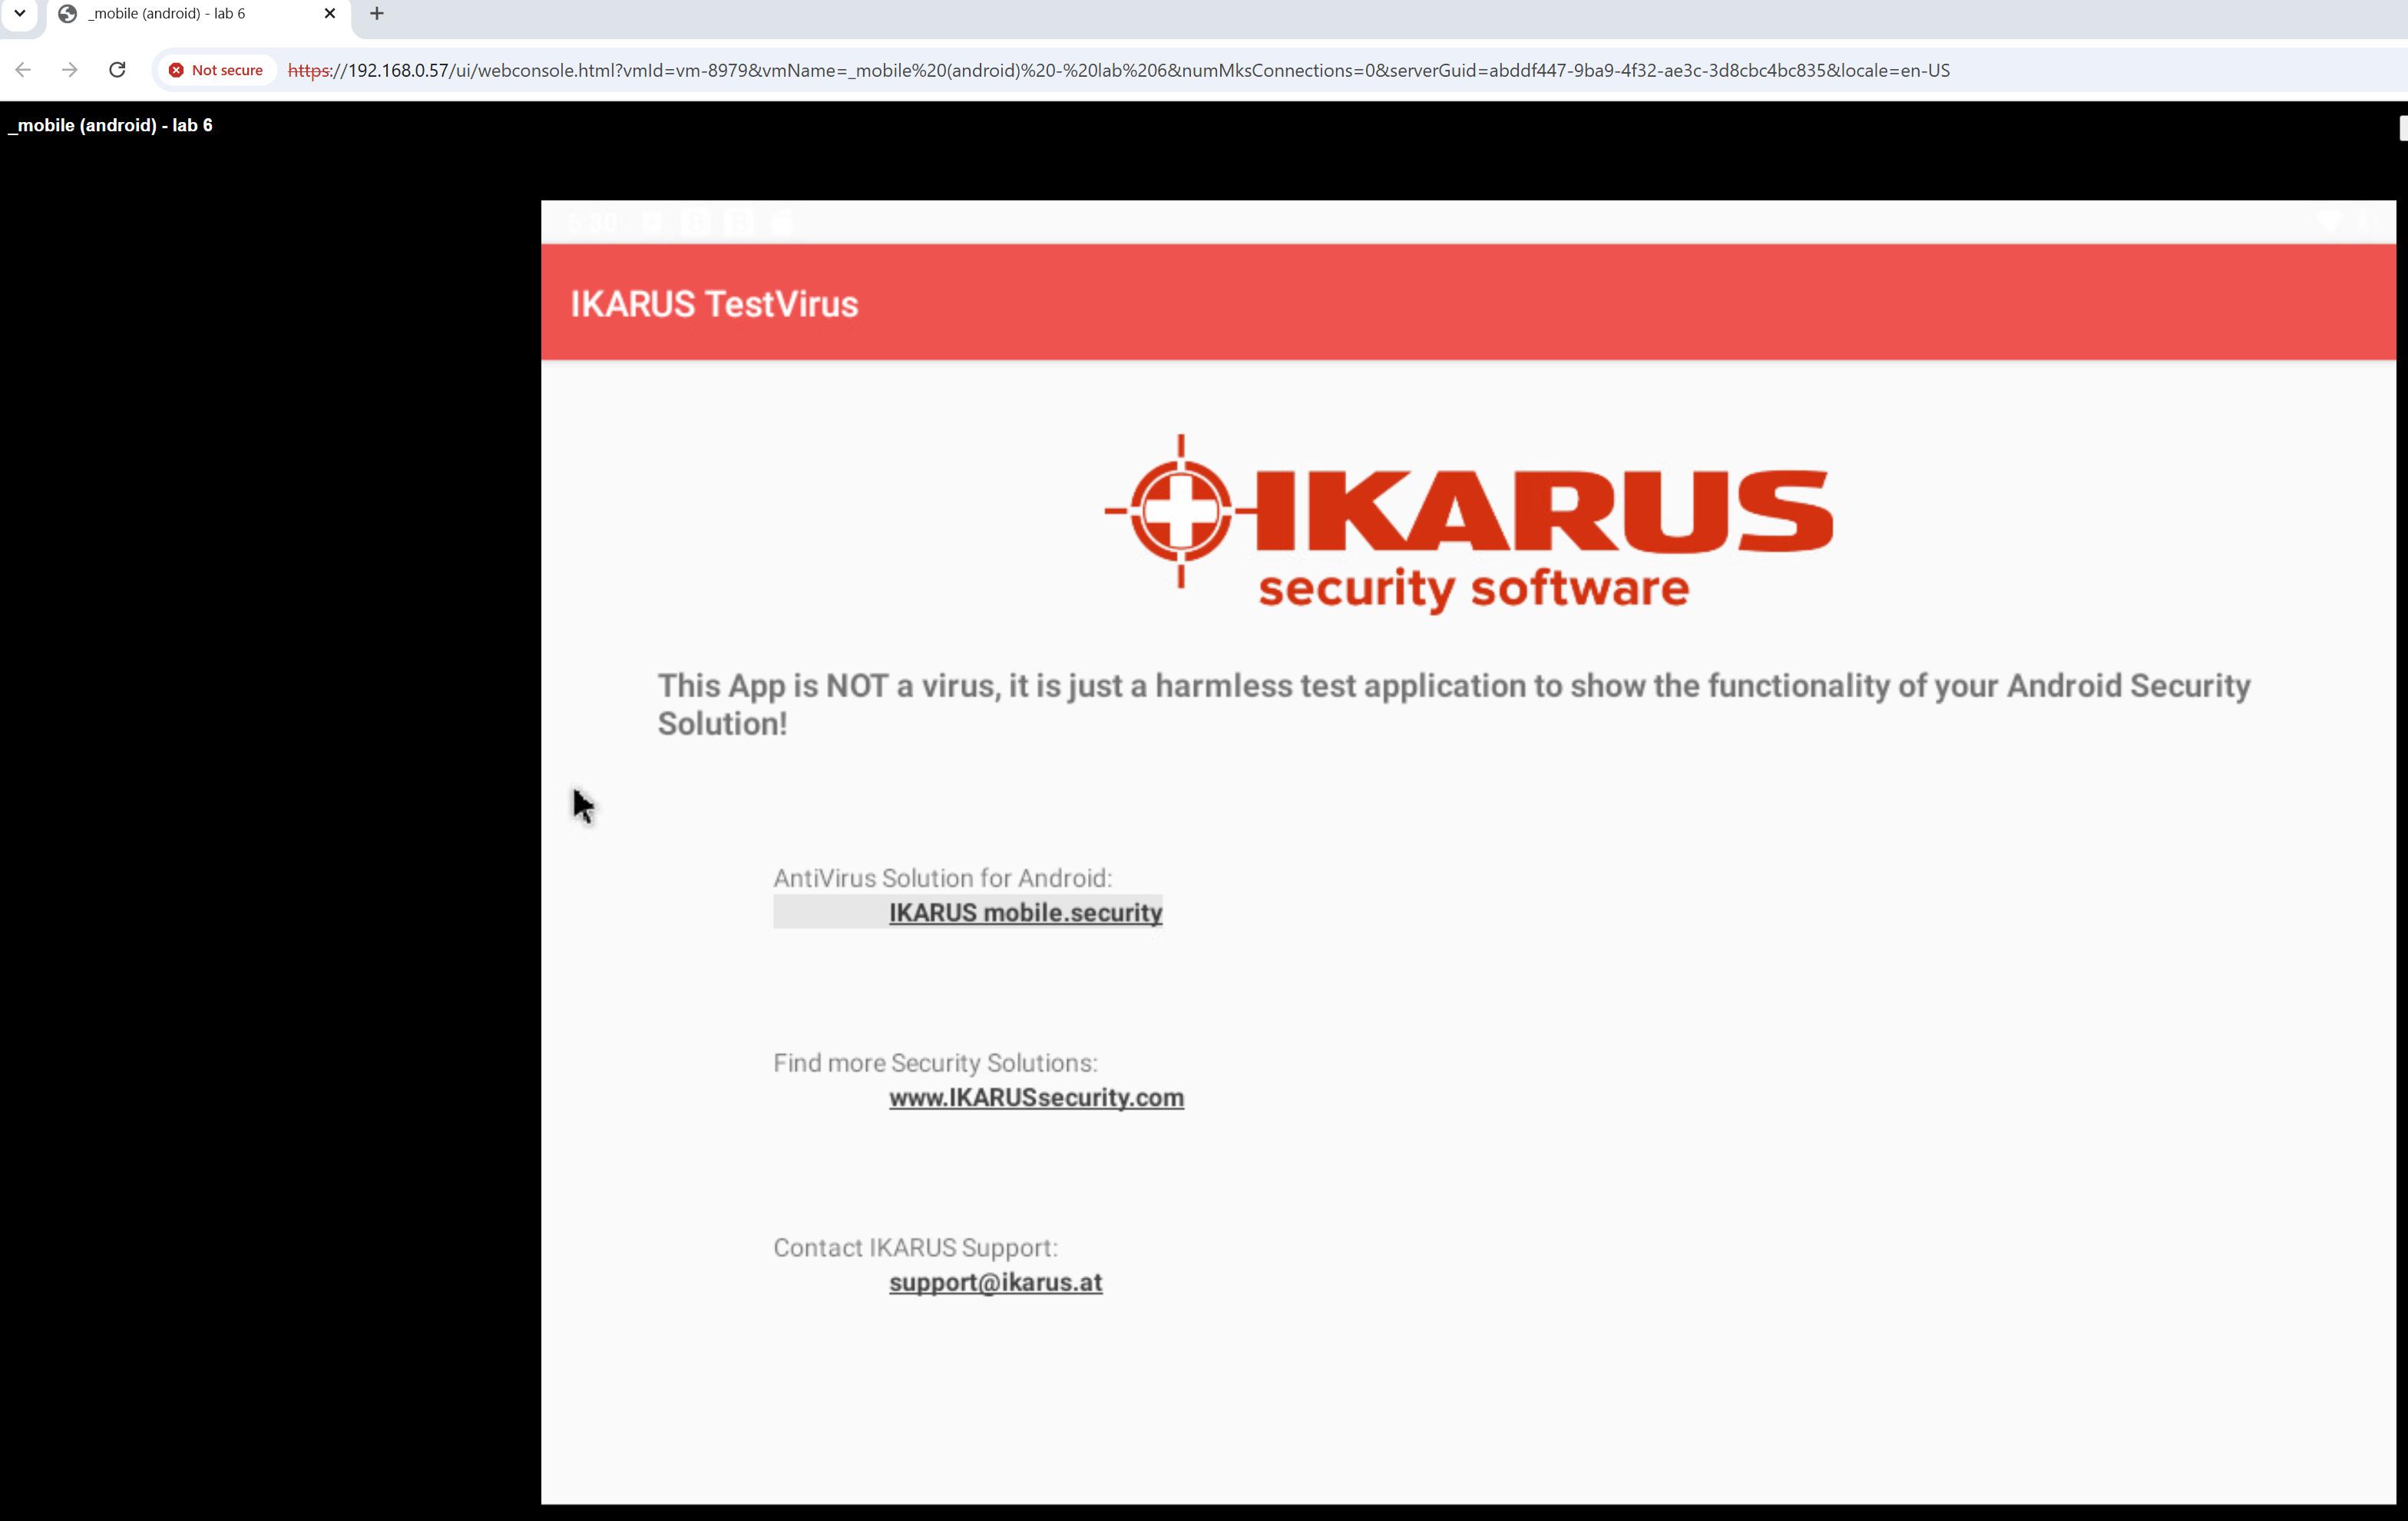 _mobile (android) - lab 6
Not secure
https://192.168.0.57/ui/webconsole.html?vmId=vm-8979&vmName=_mobile%20(android)%20-%20lab%206&numMksConnections=0&serverGuid=abddf447-9ba9-4f32-ae3c-3d8cbc4bc835&locale=en-US
_mobile (android) - lab 6
IKARUS TestVirus
IKARUS
security software
This App is NOT a virus, it is just a harmless test application to show the functionality of your Android Security
Solution!
AntiVirus Solution for Android:
IKARUS mobile.security
Find more Security Solutions:
www.IKARUSsecurity.com
Contact IKARUS Support:
support@ikarus.at